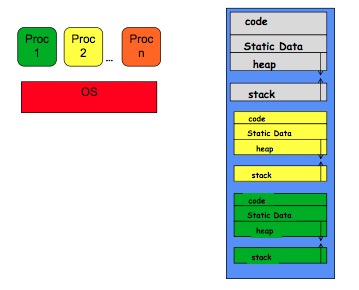 Proc
1
Proc
2
...
Proc
n
OS
code
Static Data
heap
stack
code
Static Data
heap
stack
code
Static Data
heap
stack